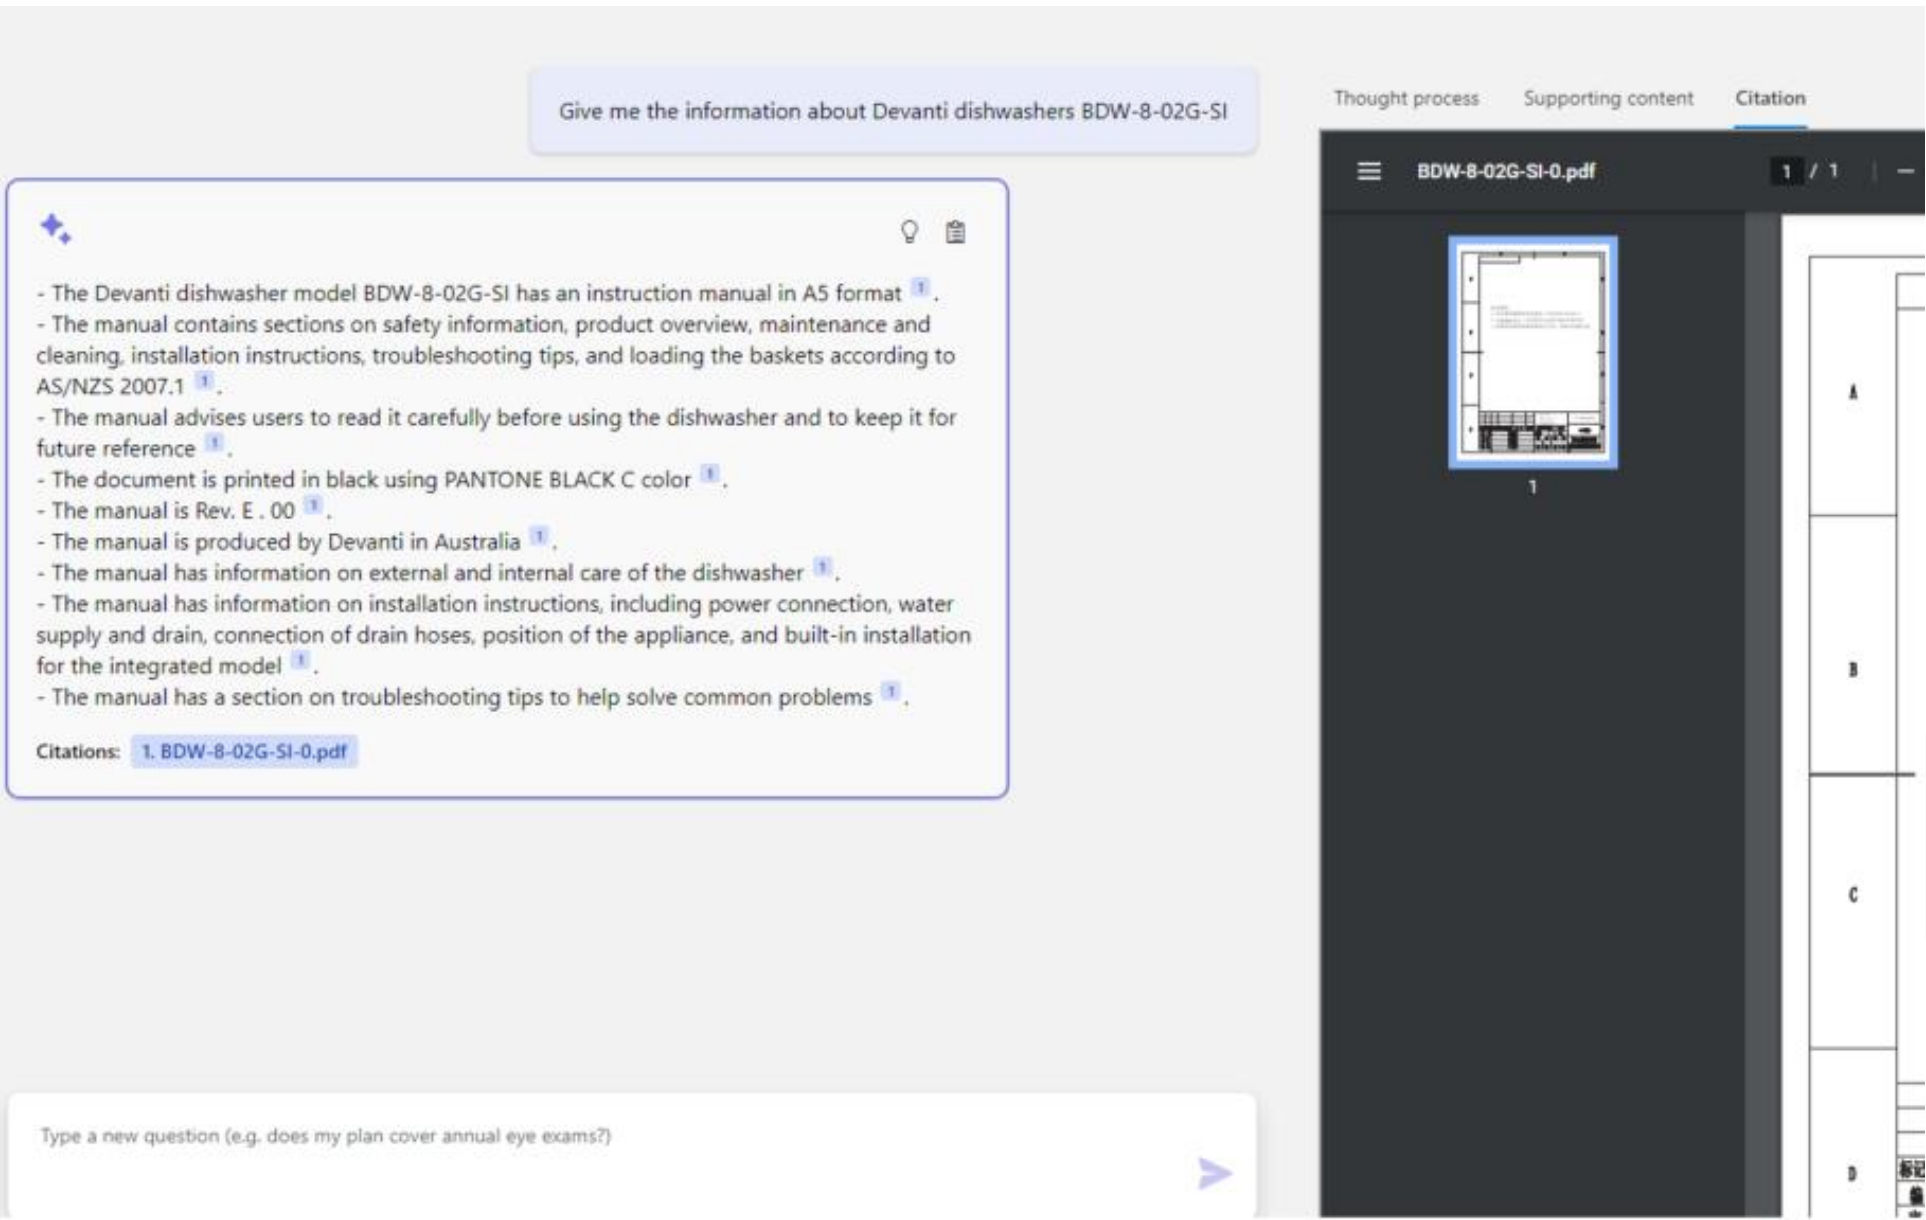 Give me the information about Devanti dishwashers BDW-8-02G-SI
- The Devanti dishwasher model BDW-8-02G-SI has an instruction manual in A5 format 1 .
- The manual contains sections on safety information, product overview, maintenance and
cleaning, installation instructions, troubleshooting tips, and loading the baskets according to
AS/NZS 2007.1 1 .
- The manual advises users to read it carefully before using the dishwasher and to keep it for
future reference 1 .
- The document is printed in black using PANTONE BLACK C color 1 .
- The manual is Rev. E . 00 1 .
- The manual is produced by Devanti in Australia 1 .
- The manual has information on external and internal care of the dishwasher 1 .
- The manual has information on installation instructions, including power connection, water
supply and drain, connection of drain hoses, position of the appliance, and built-in installation
for the integrated model 1 .
- The manual has a section on troubleshooting tips to help solve common problems 1 .
Citations: 1. BDW-8-02G-SI-0.pdf
Type a new question (e.g. does my plan cover annual eye exams?)
Thought process Supporting content Citation
BDW-8-02G-SI-0.pdf 1 / 1
1
A
B
C
D
标记